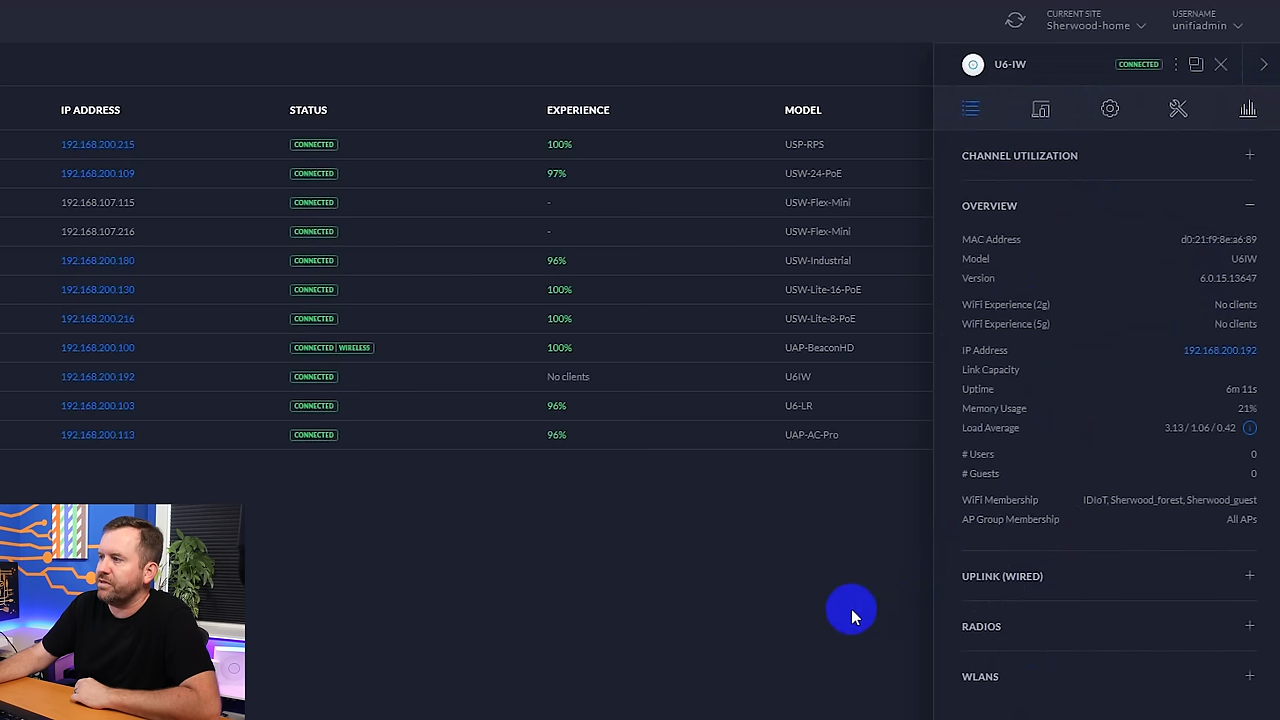 CURRENT SITE
Sherwood-home
USERNAME
unifiadmin
U6-IW
CONNECTED
IP ADDRESS STATUS EXPERIENCE MODEL
192.168.200.215 CONNECTED 100% USP-RPS
192.168.200.109 CONNECTED 97% USW-24-PoE
192.168.107.115 CONNECTED - USW-Flex-Mini
192.168.107.216 CONNECTED - USW-Flex-Mini
192.168.200.180 CONNECTED 96% USW-Industrial
192.168.200.130 CONNECTED 100% USW-Lite-16-PoE
192.168.200.216 CONNECTED 100% USW-Lite-8-PoE
192.168.200.100 CONNECTED WIRELESS 100% UAP-BeaconHD
192.168.200.192 CONNECTED No clients U6IW
192.168.200.103 CONNECTED 96% U6-LR
192.168.200.113 CONNECTED 96% UAP-AC-Pro
CHANNEL UTILIZATION
OVERVIEW
MAC Address d0:21:f9:8e:a6:89
Model U6IW
Version 6.0.15.13647
WiFi Experience (2g) No clients
WiFi Experience (5g) No clients
IP Address 192.168.200.192
Link Capacity
Uptime 6m 11s
Memory Usage 21%
Load Average 3.13 / 1.06 / 0.42
# Users 0
# Guests 0
WiFi Membership IDIoT, Sherwood_forest, Sherwood_guest
AP Group Membership All APs
UPLINK (WIRED)
RADIOS
WLANS